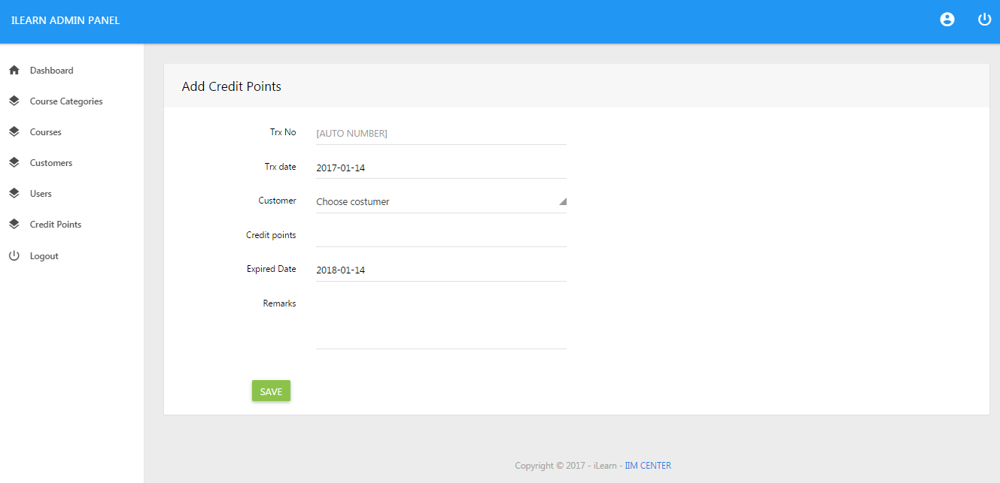 ILEARN ADMIN PANEL
Dashboard
Course Categories
Courses
Customers
Users
Credit Points
Logout
Add Credit Points
Trx No [AUTO NUMBER]
Trx date 2017-01-14
Customer Choose costumer
Credit points
Expired Date 2018-01-14
Remarks
SAVE
Copyright © 2017 - iLearn - IIM CENTER